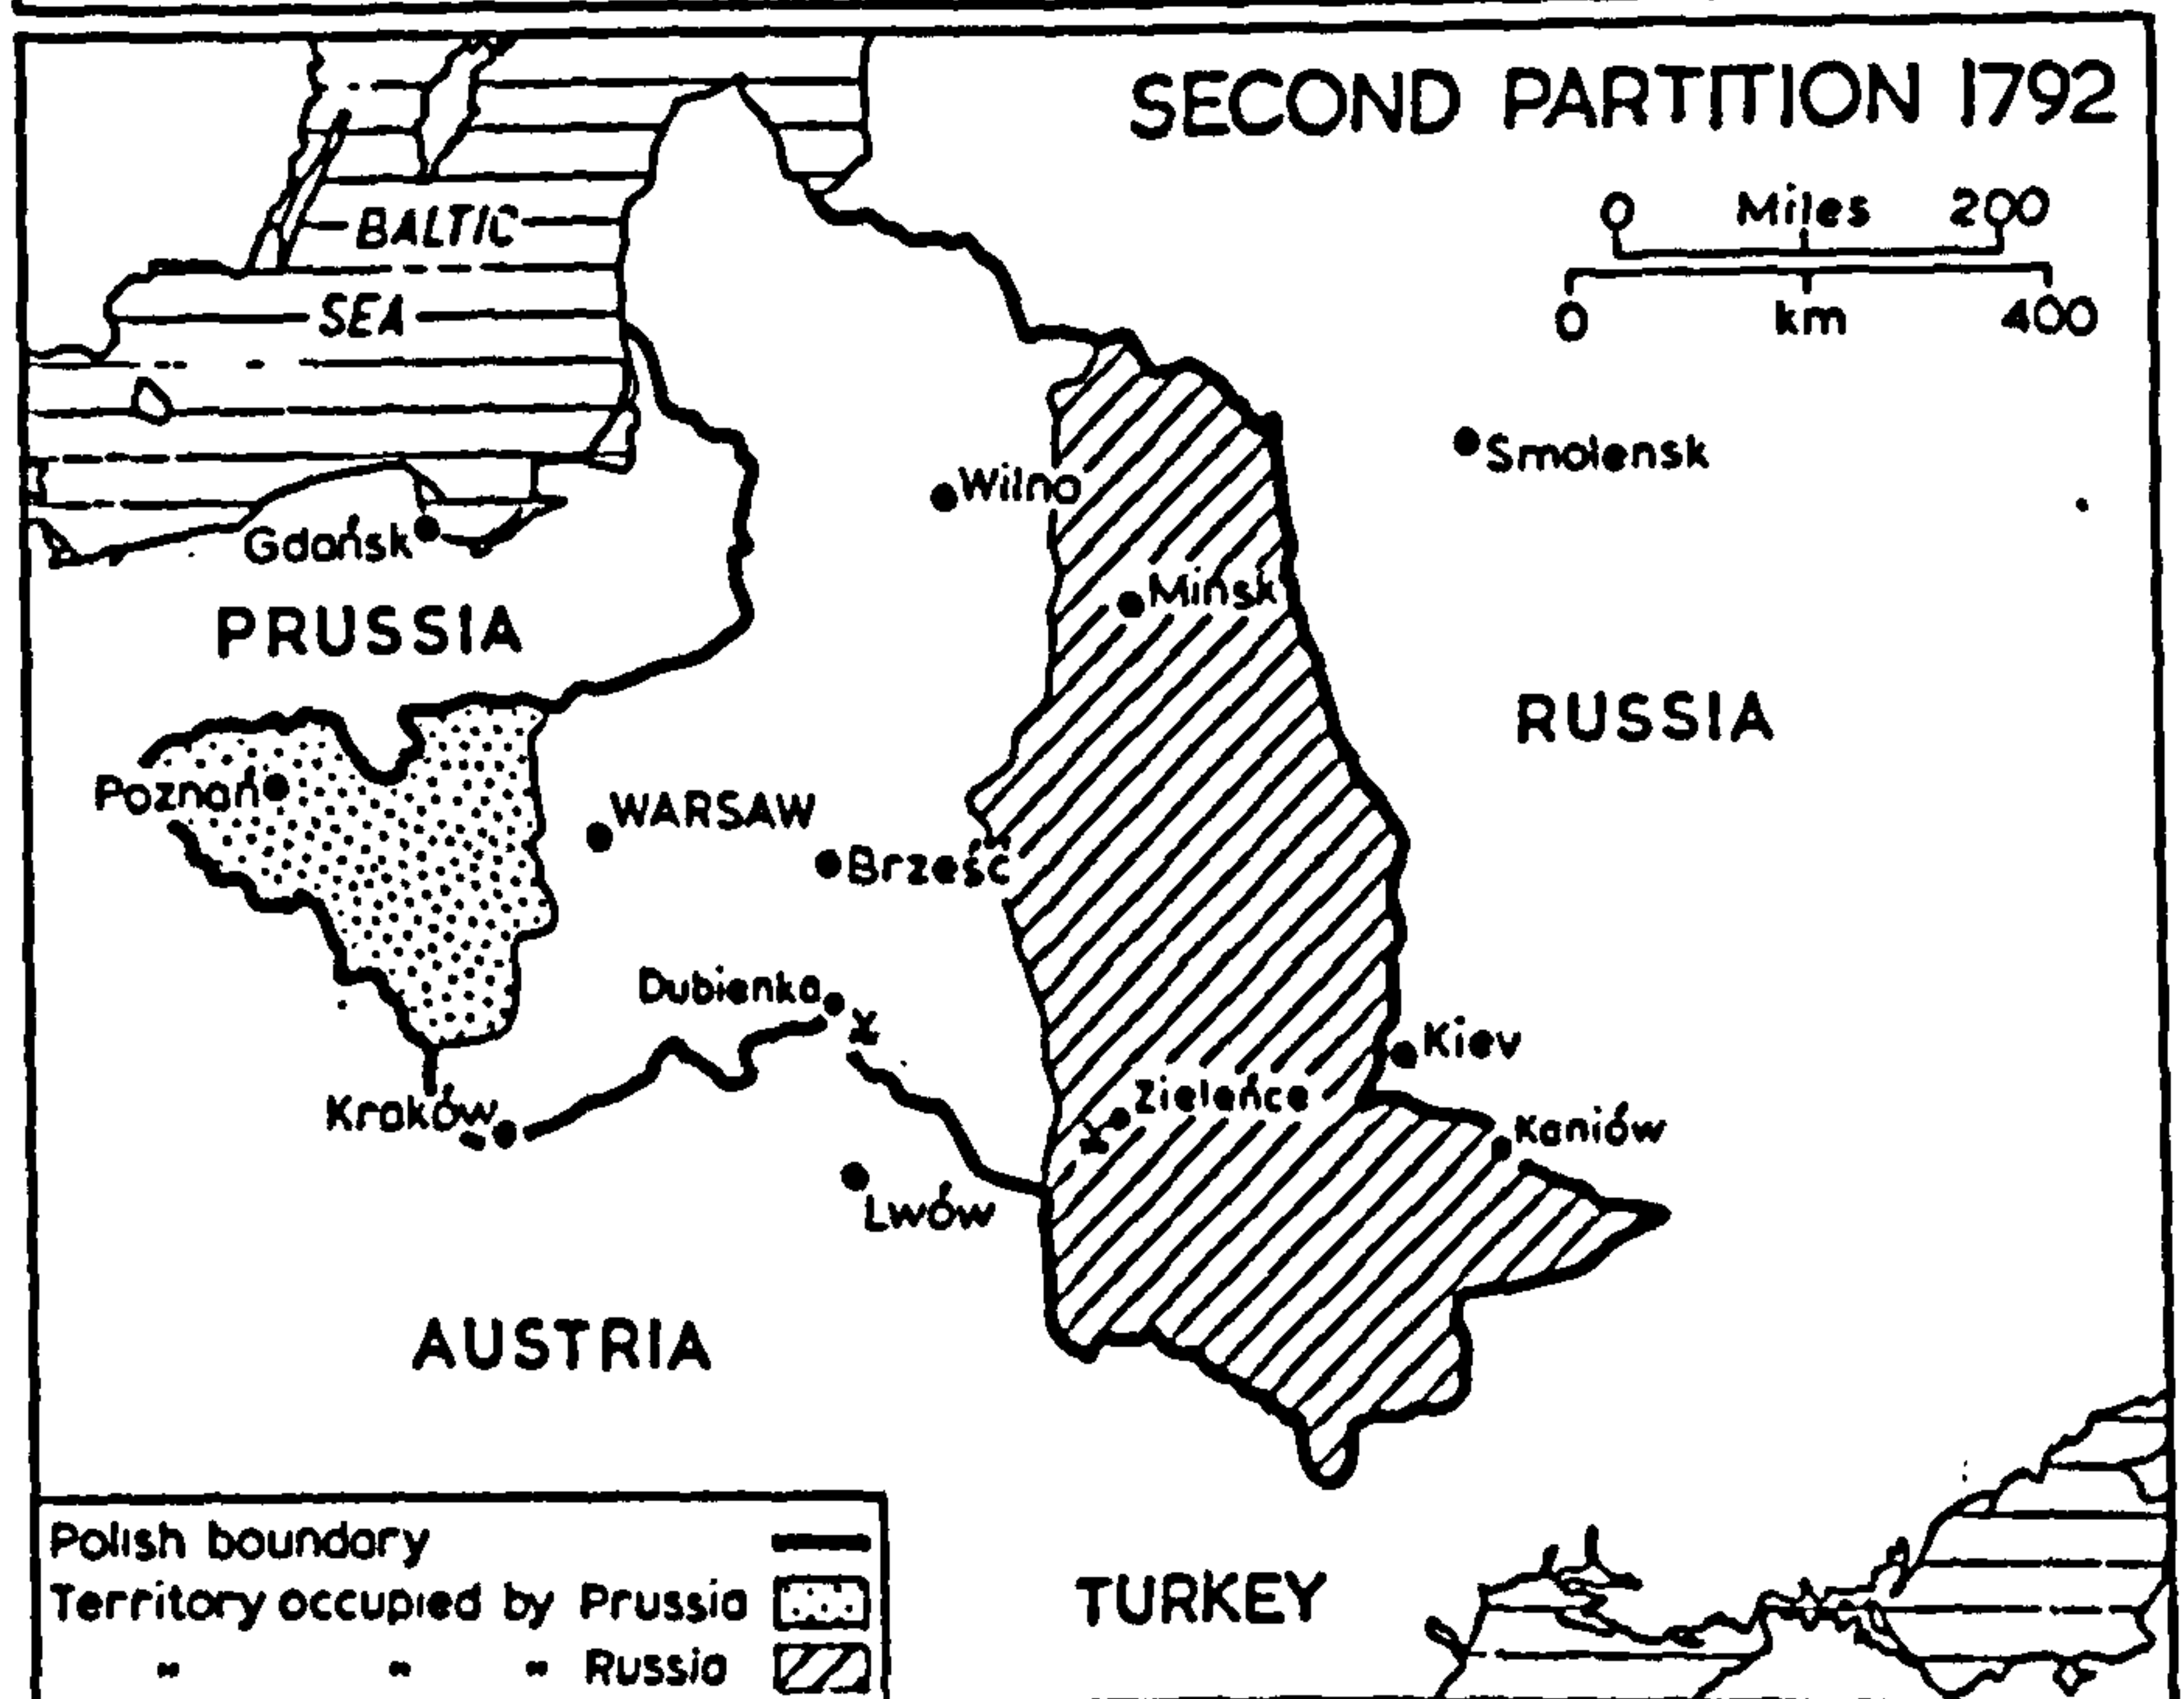 SECOND PARTITION 1792
0 Miles 200
0 km 400
BALTIC
SEA
Smolensk
Wilno
Gdańsk
Mińsk
PRUSSIA
RUSSIA
Poznań
WARSAW
Brześć
Dubienka
Kiev
Zieleńce
Kraków
Kaniów
Lwów
AUSTRIA
Polish boundary
Territory occupied by Prussia
" " " Russia
TURKEY